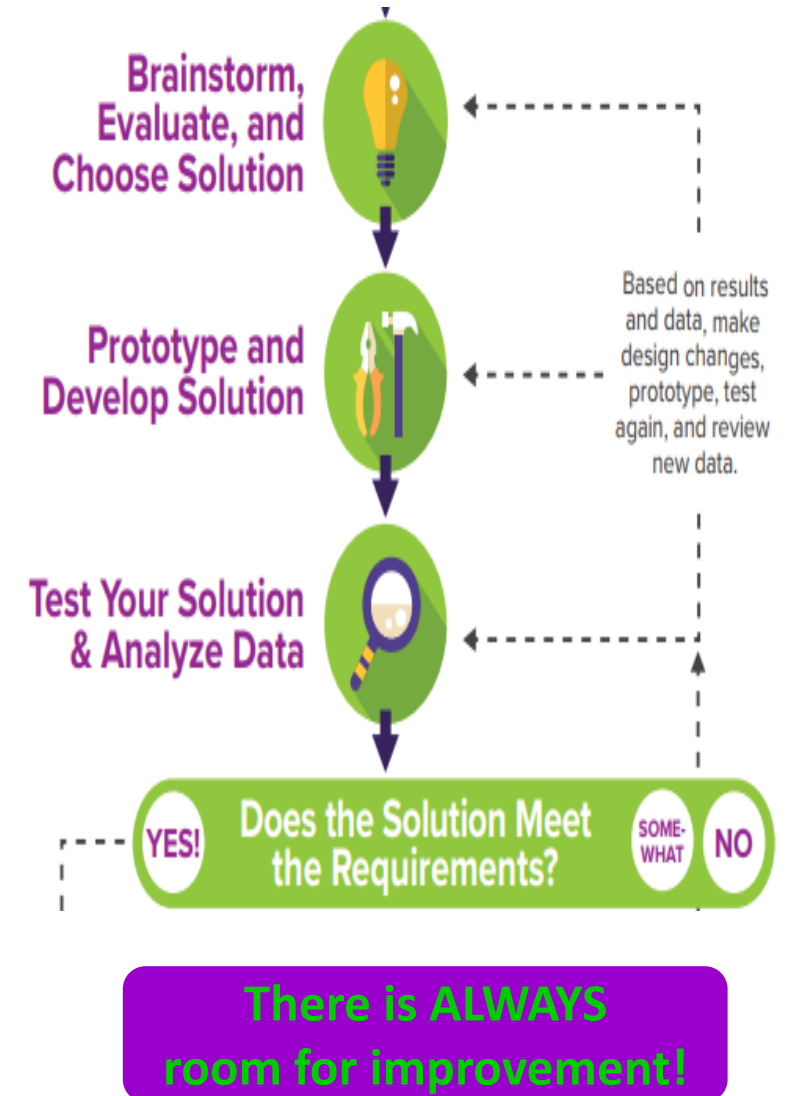 Brainstorm,
Evaluate, and
Choose Solution
Prototype and
Develop Solution
Based on results
and data, make
design changes,
prototype, test
again, and review
new data.
Test Your Solution
& Analyze Data
YES!
Does the Solution Meet
the Requirements?
SOME-
WHAT
NO
There is ALWAYS
room for improvement!